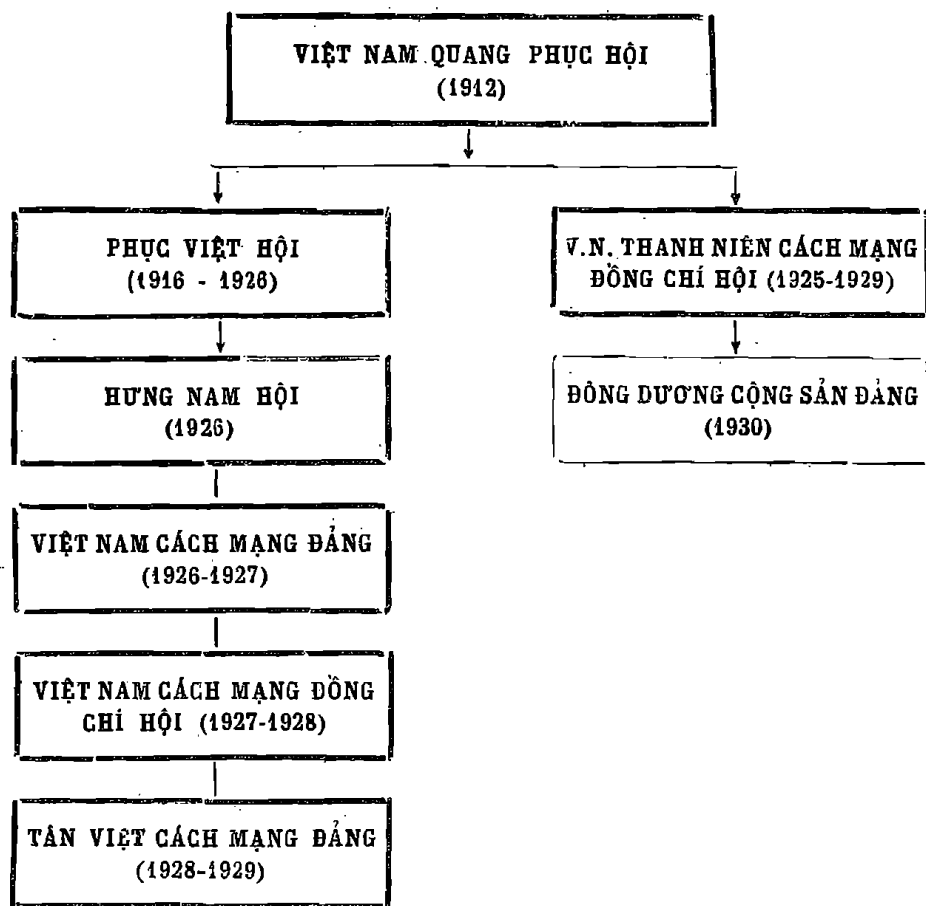 VIỆT NAM QUANG PHỤC HỘI
(1912)
PHỤC VIỆT HỘI
(1916 - 1926)
HƯNG NAM HỘI
(1926)
VIỆT NAM CÁCH MẠNG ĐẢNG
(1926-1927)
VIỆT NAM CÁCH MẠNG ĐỒNG
CHÍ HỘI (1927-1928)
TÂN VIỆT CÁCH MẠNG ĐẢNG
(1928-1929)
V.N. THANH NIÊN CÁCH MẠNG
ĐỒNG CHÍ HỘI (1925-1929)
ĐÔNG DƯƠNG CỘNG SẢN ĐẢNG
(1930)